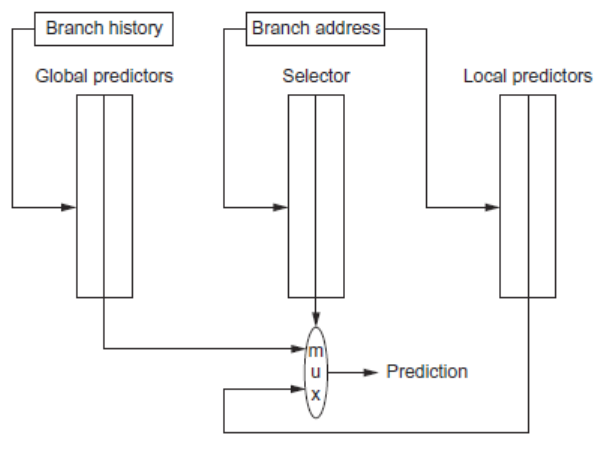 Branch history
Branch address
Global predictors
Selector
Local predictors
m
u
x
Prediction